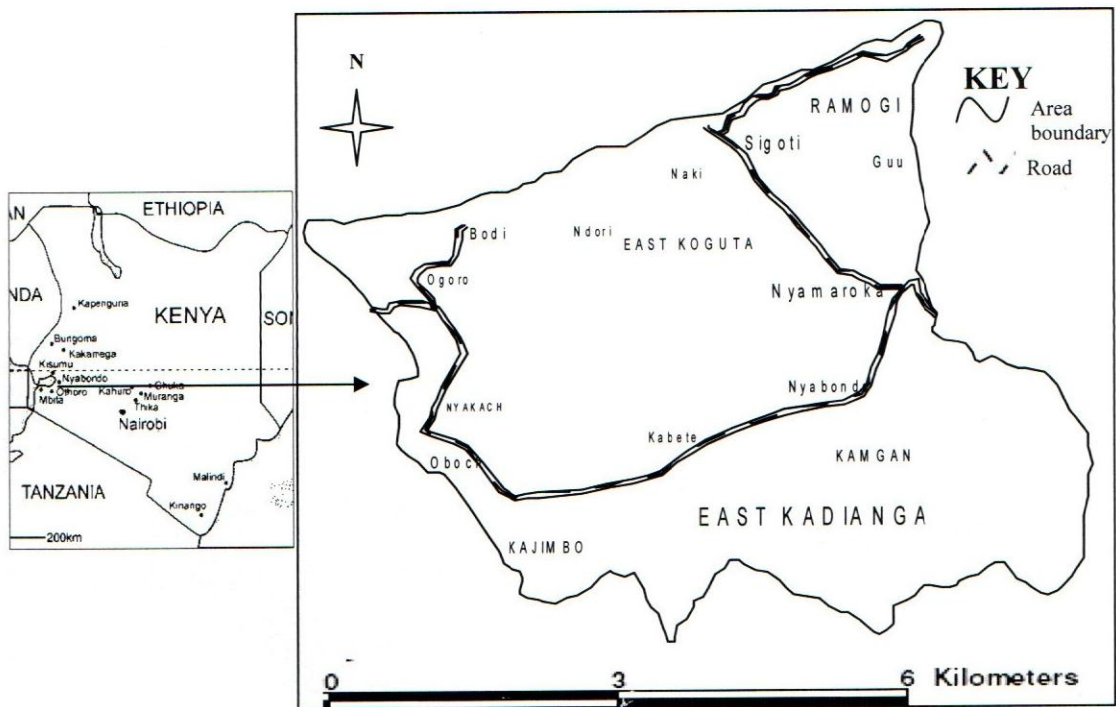 AN
ETHIOPIA
NDA
Kapenguria
KENYA
SON
Bungoma
Kakamega
Kisumu
Nyabondo
Mbita
Othoro
Kahuro
Chuka
Muranga
Thika
Nairobi
TANZANIA
Malindi
Kinango
200km
N
KEY
Area
boundary
Road
RAMOGI
Sigoti
Guu
Naki
Bodi
Ndori
EAST KOGUTA
Ogoro
Nyamaroka
Nyabondo
NYAKACH
Kabete
Oboch
KAMGAN
EAST KADIANGA
KAJIMBO
0 3 6 Kilometers